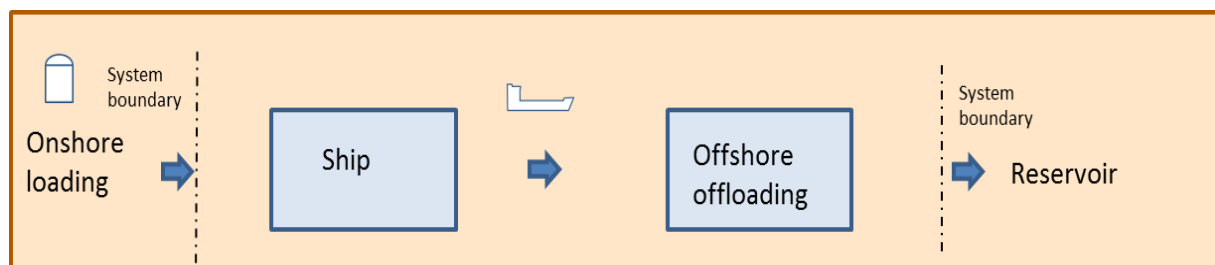 System
boundary
Onshore
loading
Ship
Offshore
offloading
System
boundary
Reservoir